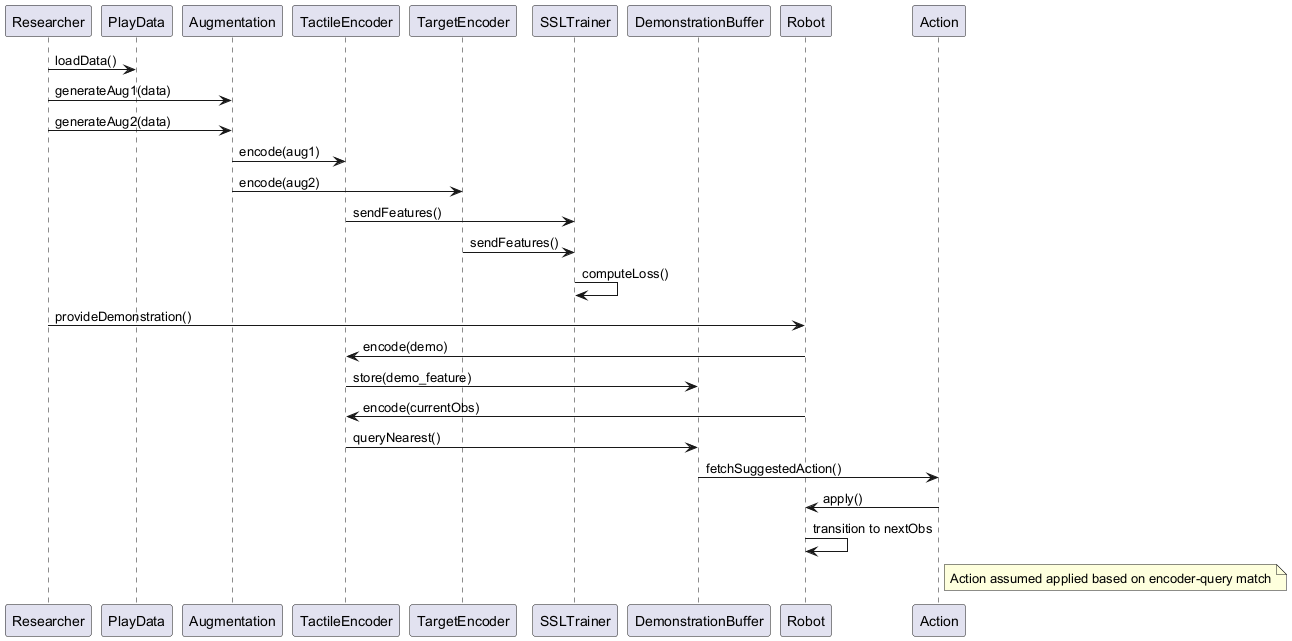 Researcher PlayData Augmentation TactileEncoder TargetEncoder SSLTrainer DemonstrationBuffer Robot Action
loadData()
generateAug1(data)
generateAug2(data)
encode(aug1)
encode(aug2)
sendFeatures()
sendFeatures()
computeLoss()
provideDemonstration()
encode(demo)
store(demo_feature)
encode(currentObs)
queryNearest()
fetchSuggestedAction()
apply()
transition to nextObs
Action assumed applied based on encoder-query match
Researcher PlayData Augmentation TactileEncoder TargetEncoder SSLTrainer DemonstrationBuffer Robot Action